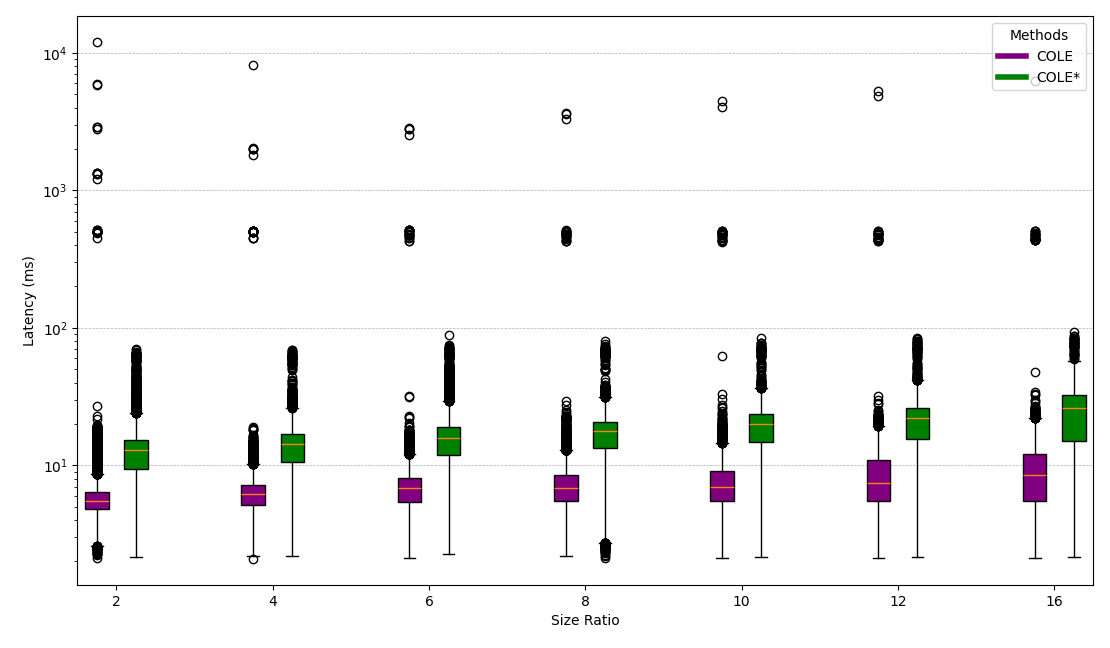 Methods
COLE
COLE*
Latency (ms)
10^4
10^3
10^2
10^1
2 4 6 8 10 12 16
Size Ratio